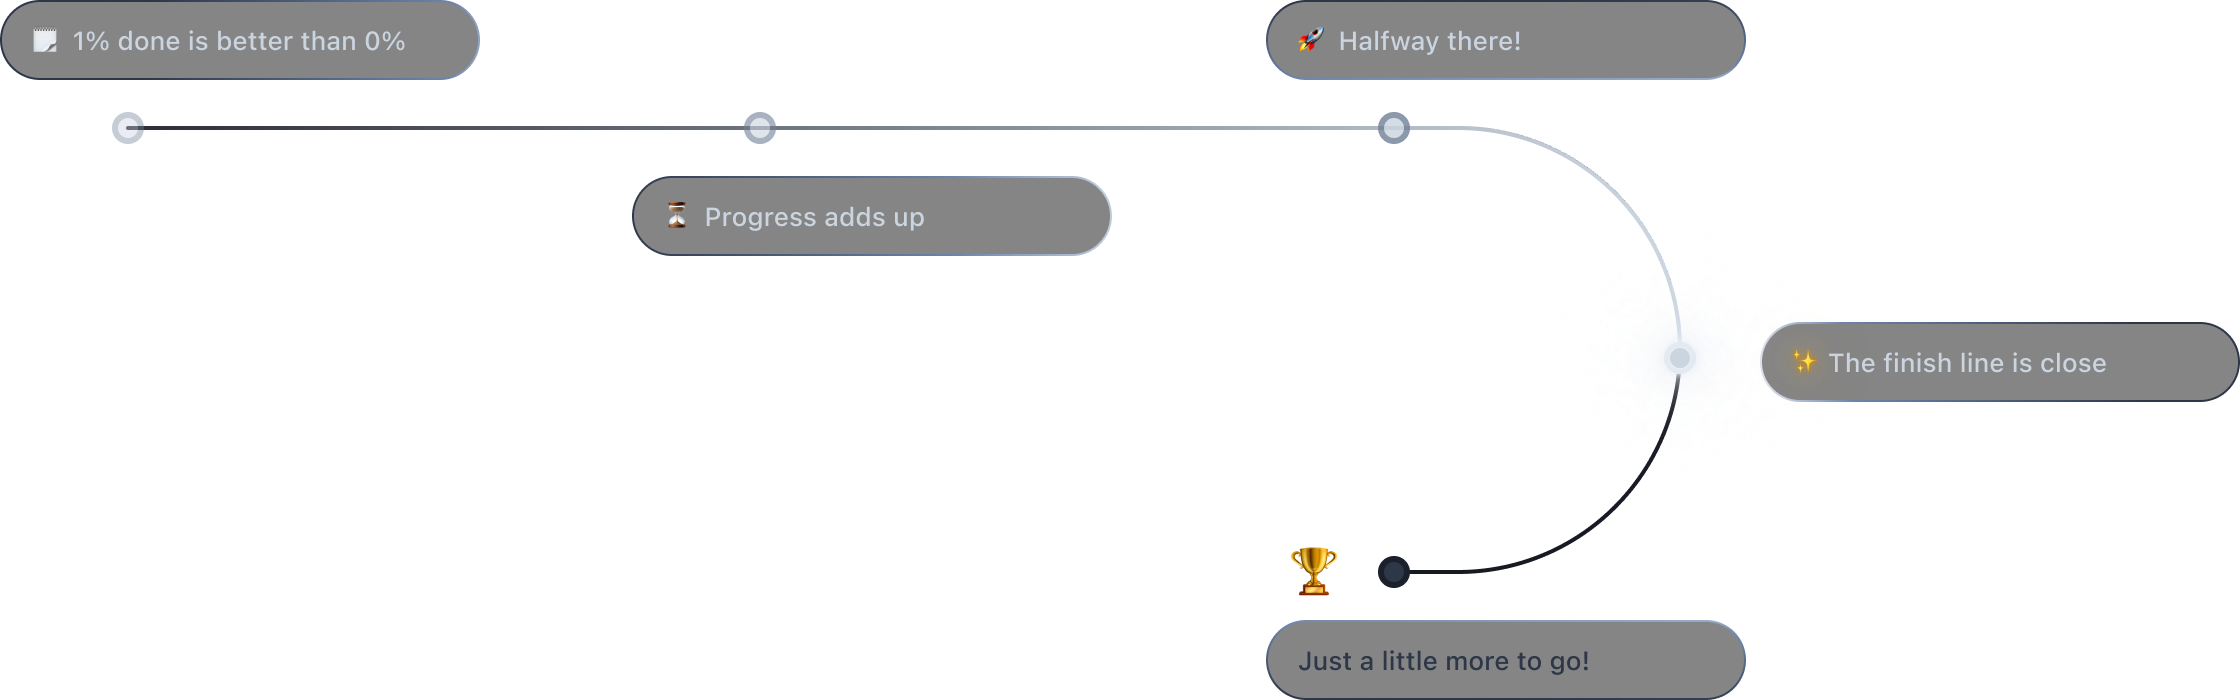 1% done is better than 0%
Halfway there!
Progress adds up
The finish line is close
Just a little more to go!